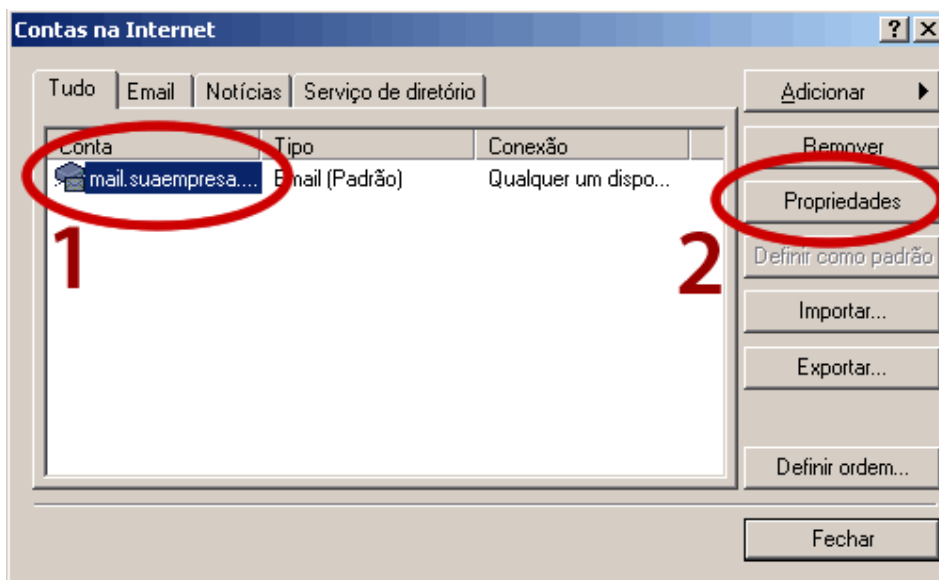 Contas na Internet
? X
Tudo Email Notícias Serviço de diretório
Adicionar
Conta Tipo Conexão
Remover
mail.suaempresa.... Email (Padrão) Qualquer um dispo...
Propriedades
1
2
Definir como padrão
Importar...
Exportar...
Definir ordem...
Fechar